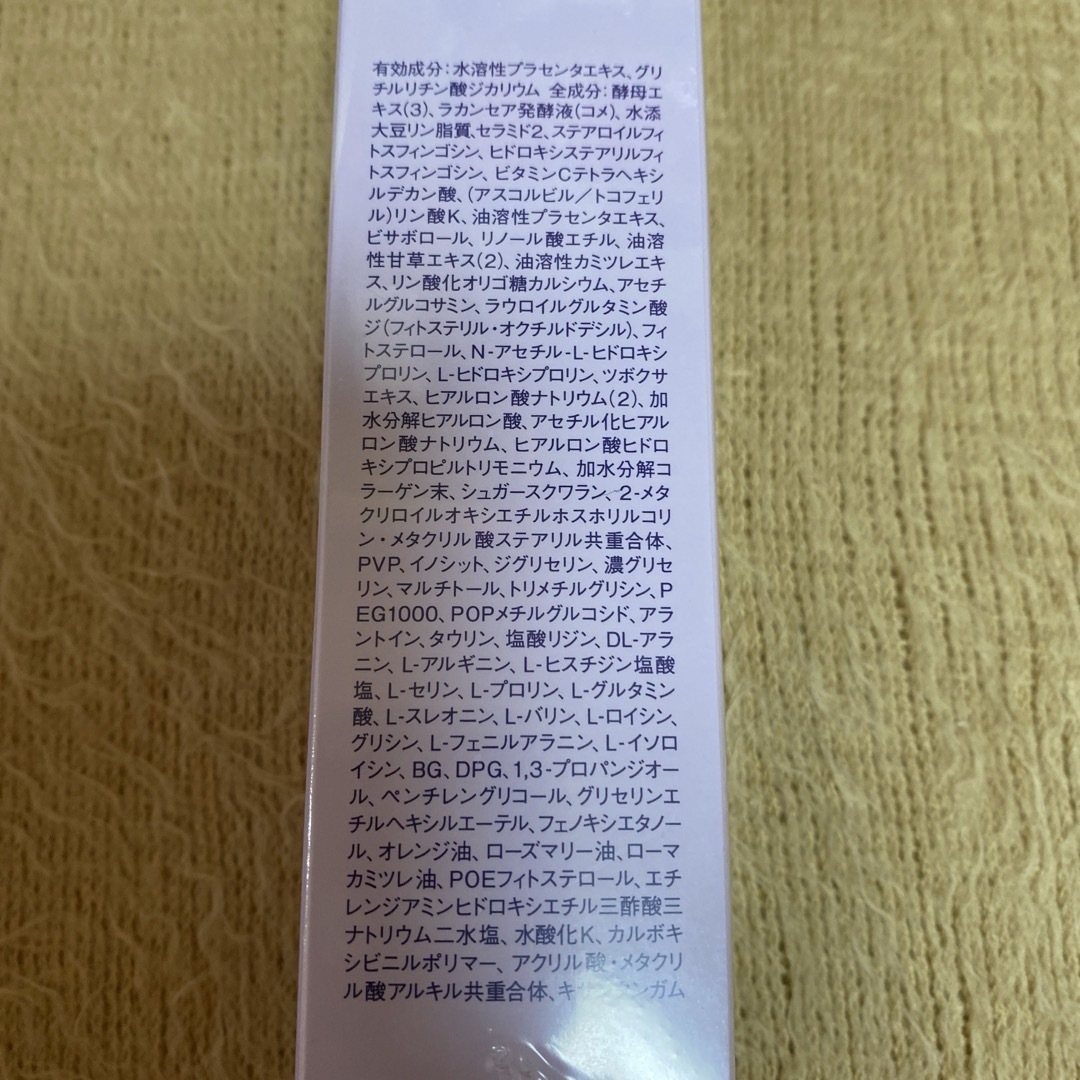 有効成分：水溶性プラセンタエキス、グリ
チルリチン酸ジカリウム 全成分：酵母エ
キス(3)、ラカンセア発酵液(コメ)、水添
大豆リン脂質、セラミド2、ステアロイルフィ
トスフィンゴシン、ヒドロキシステアリルフィ
トスフィンゴシン、ビタミンCテトラヘキシ
ルデカン酸、(アスコルビル／トコフェリ
ル)リン酸K、油溶性プラセンタエキス、
ビサボロール、リノール酸エチル、油溶
性甘草エキス(2)、油溶性カミツレエキ
ス、リン酸化オリゴ糖カルシウム、アセチ
ルグルコサミン、ラウロイルグルタミン酸
ジ(フィトステリル・オクチルドデシル)、フィ
トステロール、N-アセチル-L-ヒドロキシ
プロリン、L-ヒドロキシプロリン、ツボクサ
エキス、ヒアルロン酸ナトリウム(2)、加
水分解ヒアルロン酸、アセチル化ヒアル
ロン酸ナトリウム、ヒアルロン酸ヒドロ
キシプロピルトリモニウム、加水分解コ
ラーゲン末、シュガースクワラン、2-メタ
クリロイルオキシエチルホスホリルコリ
ン・メタクリル酸ステアリル共重合体、
PVP、イノシット、ジグリセリン、濃グリセ
リン、マルチトール、トリメチルグリシン、P
EG1000、POPメチルグルコシド、アラ
ントイン、タウリン、塩酸リジン、DL-アラ
ニン、L-アルギニン、L-ヒスチジン塩酸
塩、L-セリン、L-プロリン、L-グルタミン
酸、L-スレオニン、L-バリン、L-ロイシン、
グリシン、L-フェニルアラニン、L-イソロ
イシン、BG、DPG、1,3-プロパンジオー
ル、ペンチレングリコール、グリセリンエ
チルヘキシルエーテル、フェノキシエタノー
ル、オレンジ油、ローズマリー油、ローマ
カミツレ油、POEフィトステロール、エチ
レンジアミンヒドロキシエチル三酢酸三
ナトリウム二水塩、水酸化K、カルボキ
シビニルポリマー、アクリル酸・メタクリ
ル酸アルキル共重合体、キサンタンガム